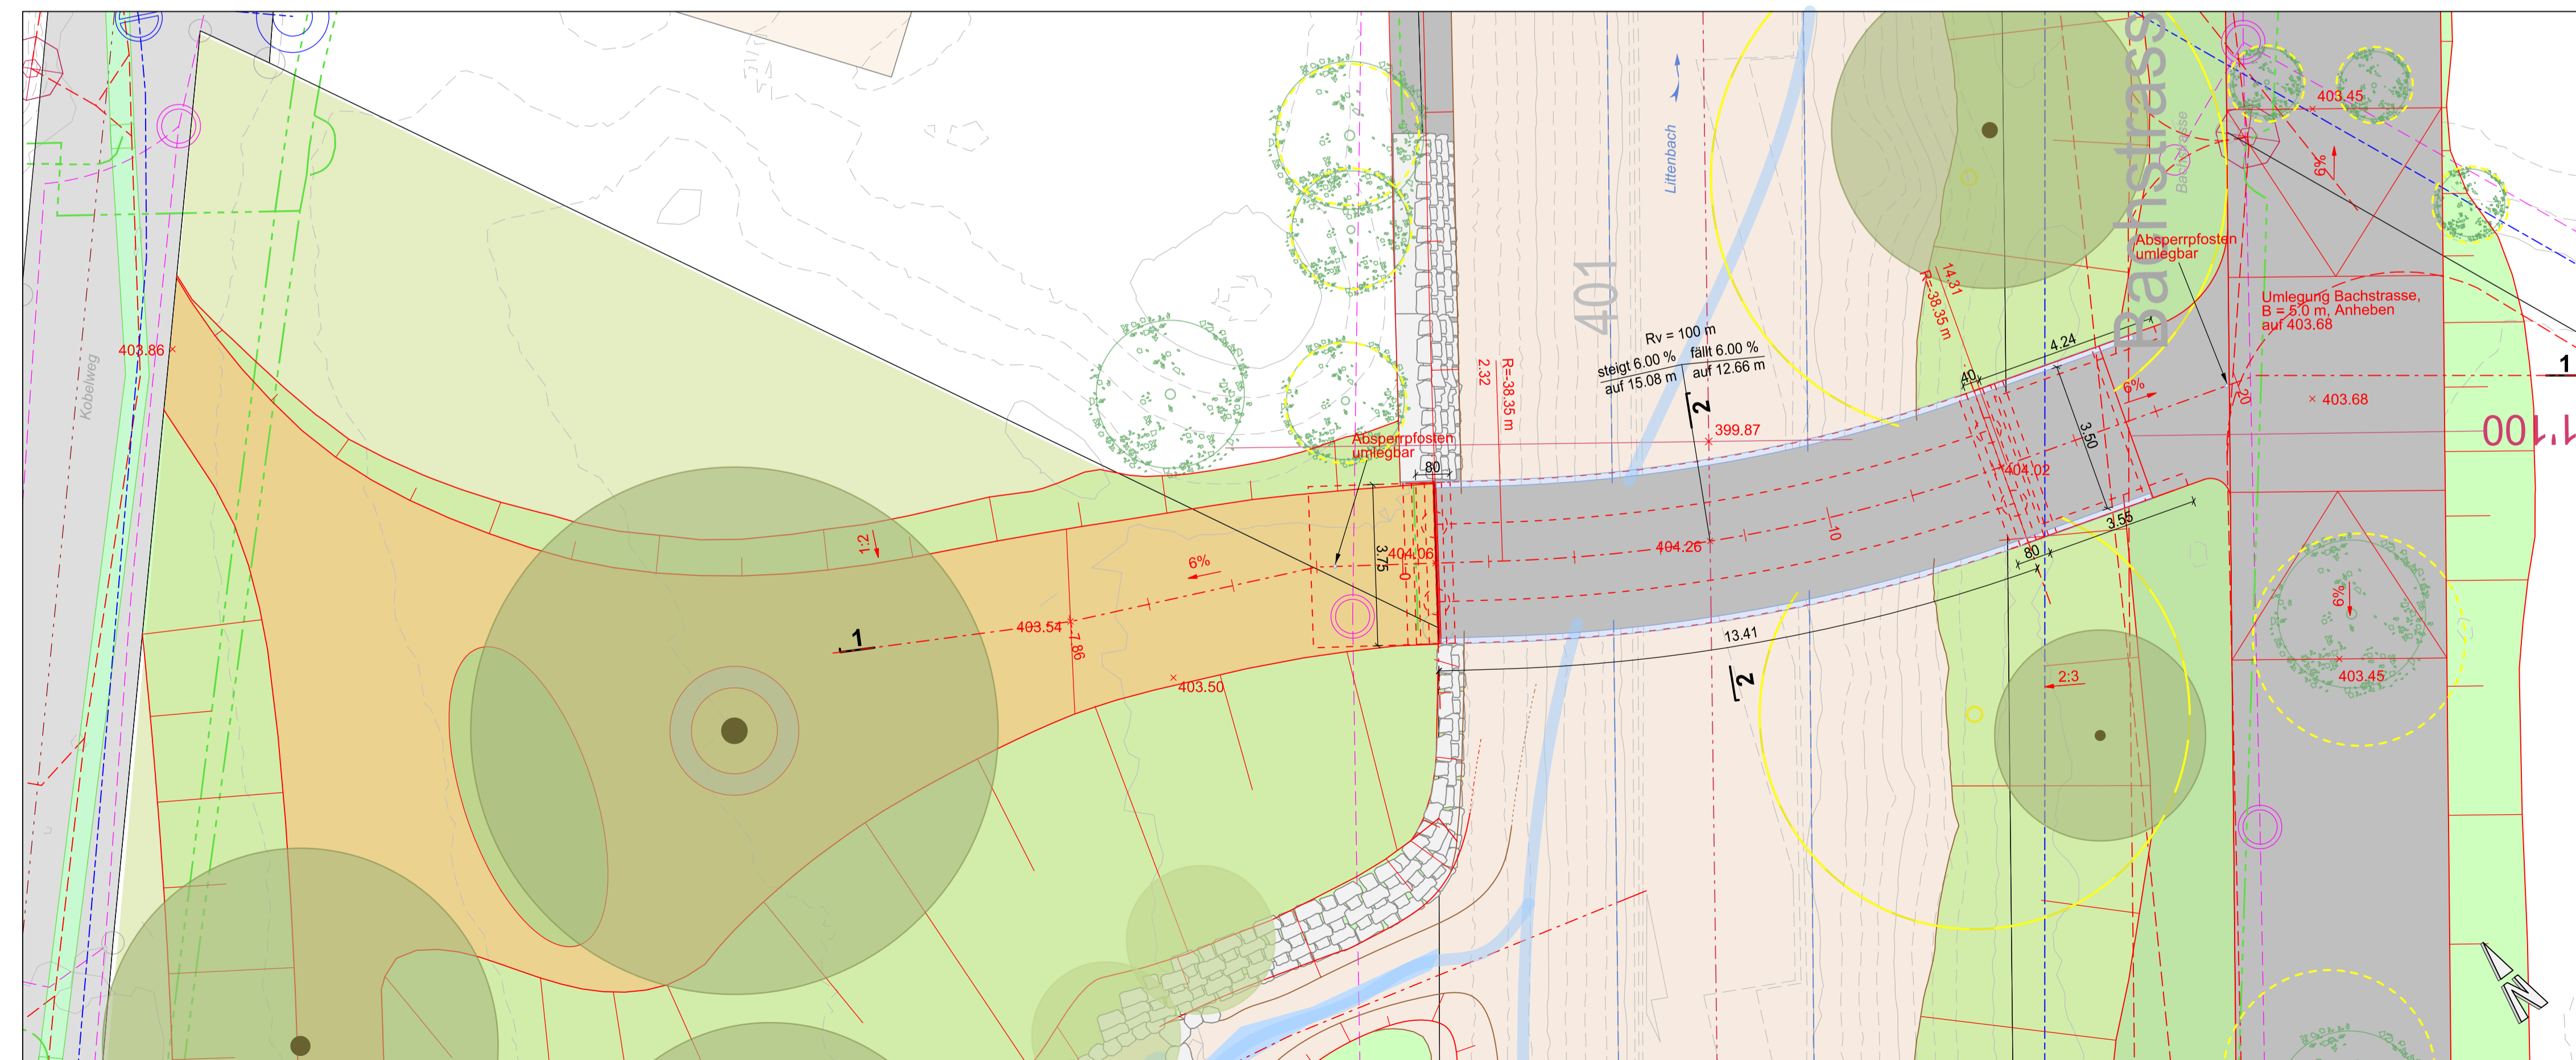 Kobelweg
403.86
1:2
1
403.54
7.86
6%
403.50
Absperrpfosten
umlegbar
80
3.75
404.06
0
Littenbach
401
Rv = 100 m
steigt 6.00 %
fällt 6.00 %
auf 15.08 m
auf 12.66 m
2.32
R=-38.35 m
2
399.87
404.26
10
13.41
2
14.31
R=-38.35 m
40
4.24
3.50
404.02
6%
3.55
80
2:3
Bachstrasse
Bachstrass
Absperrpfosten
umlegbar
20
403.45
6%
Umlegung Bachstrasse,
B = 5.0 m, Anheben
auf 403.68
403.68
1
6%
403.45
N